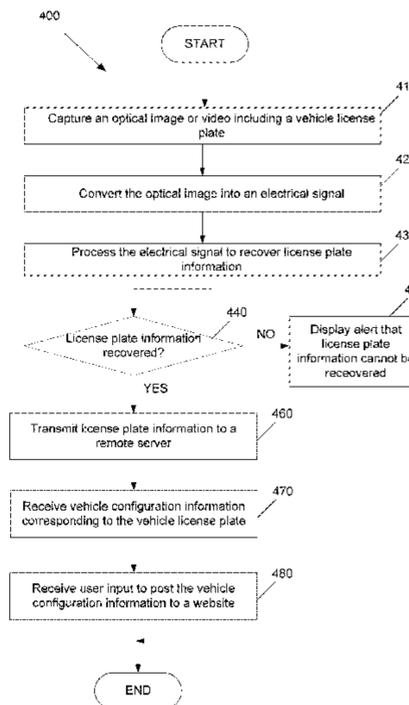 400
START
41
Capture an optical image or video including a vehicle license
plate
42
Convert the optical image into an electrical signal
43
Process the electrical signal to recover license plate
information
440
License plate information
recovered?
NO
4
Display alert that
license plate
information cannot be
receovered
YES
460
Transmit license plate information to a
remote server
470
Receive vehicle configuration information
corresponding to the vehicle license plate
480
Receive user input to post the vehicle
configuration information to a website
END